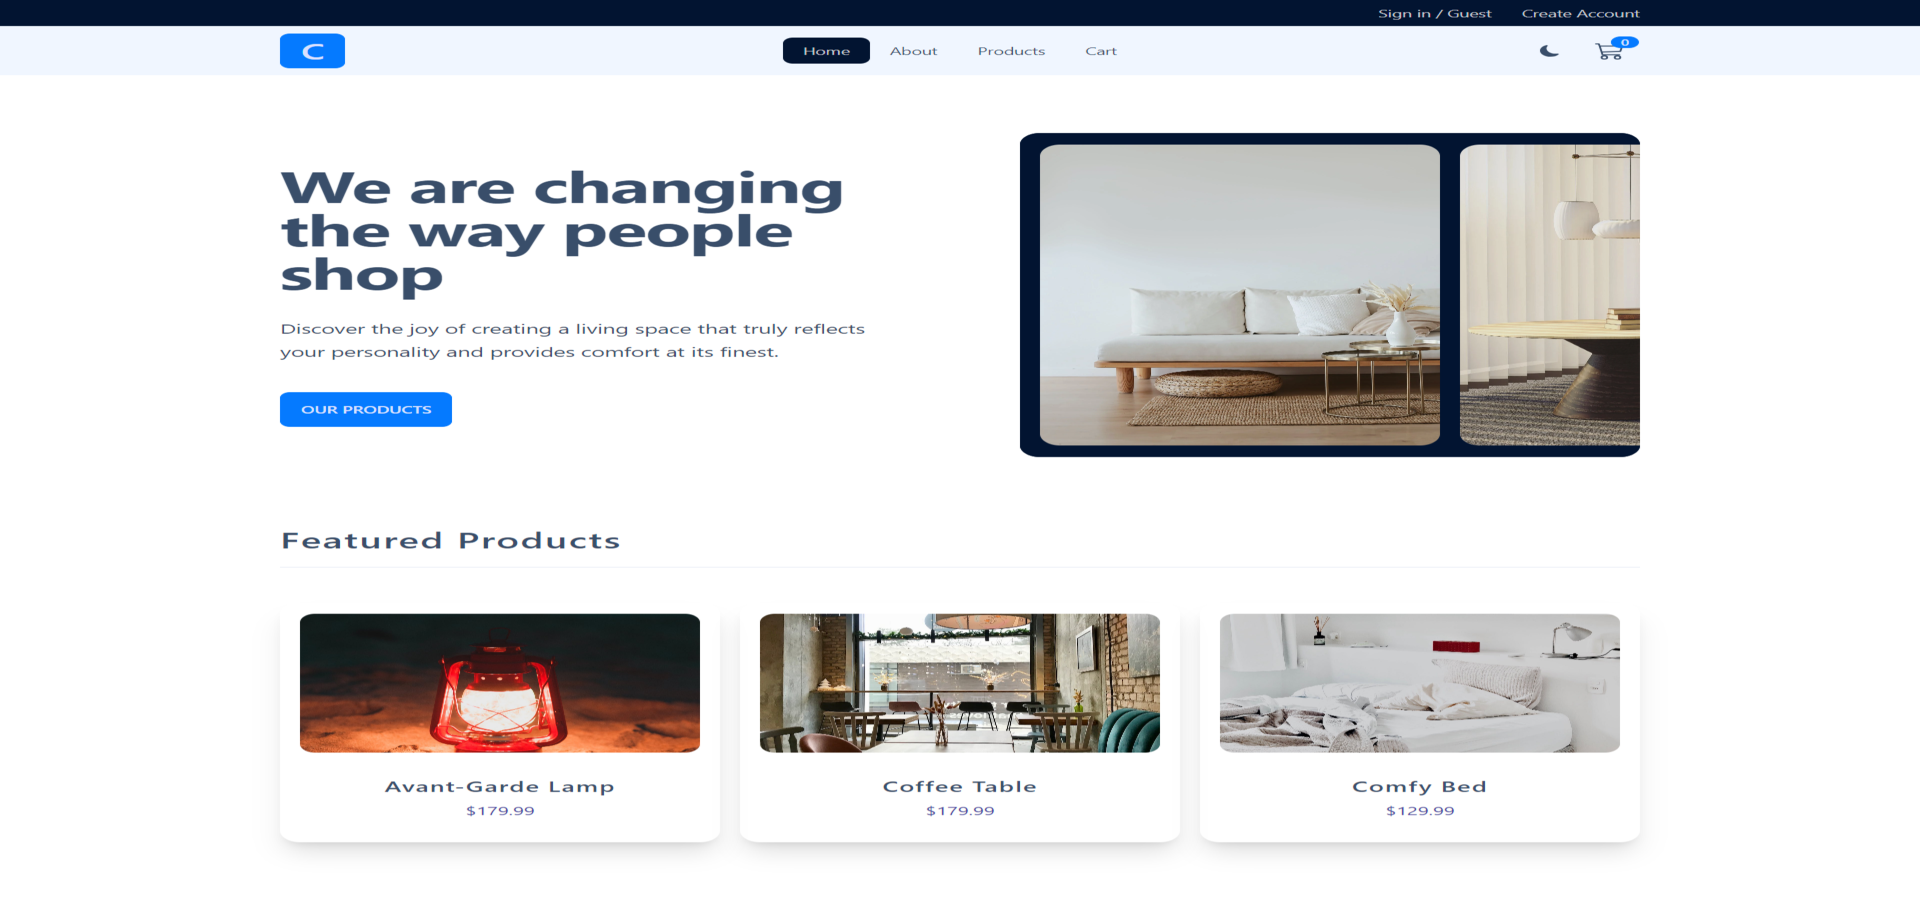 Sign in / Guest Create Account
C
Home About Products Cart
0
We are changing
the way people
shop
Discover the joy of creating a living space that truly reflects
your personality and provides comfort at its finest.
OUR PRODUCTS
Featured Products
Avant-Garde Lamp
$179.99
Coffee Table
$179.99
Comfy Bed
$129.99